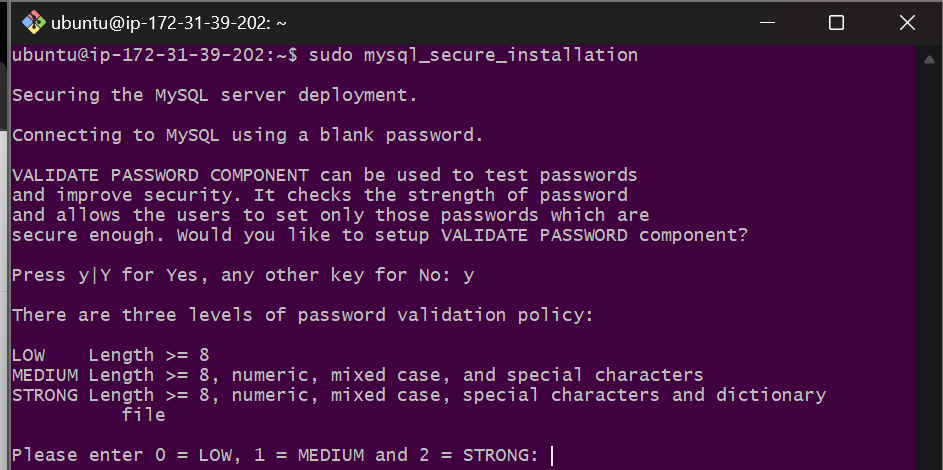 ubuntu@ip-172-31-39-202: ~
ubuntu@ip-172-31-39-202:~$ sudo mysql_secure_installation
Securing the MySQL server deployment.
Connecting to MySQL using a blank password.
VALIDATE PASSWORD COMPONENT can be used to test passwords
and improve security. It checks the strength of password
and allows the users to set only those passwords which are
secure enough. Would you like to setup VALIDATE PASSWORD component?
Press y|Y for Yes, any other key for No: y
There are three levels of password validation policy:
LOW    Length >= 8
MEDIUM Length >= 8, numeric, mixed case, and special characters
STRONG Length >= 8, numeric, mixed case, special characters and dictionary
          file
Please enter 0 = LOW, 1 = MEDIUM and 2 = STRONG: